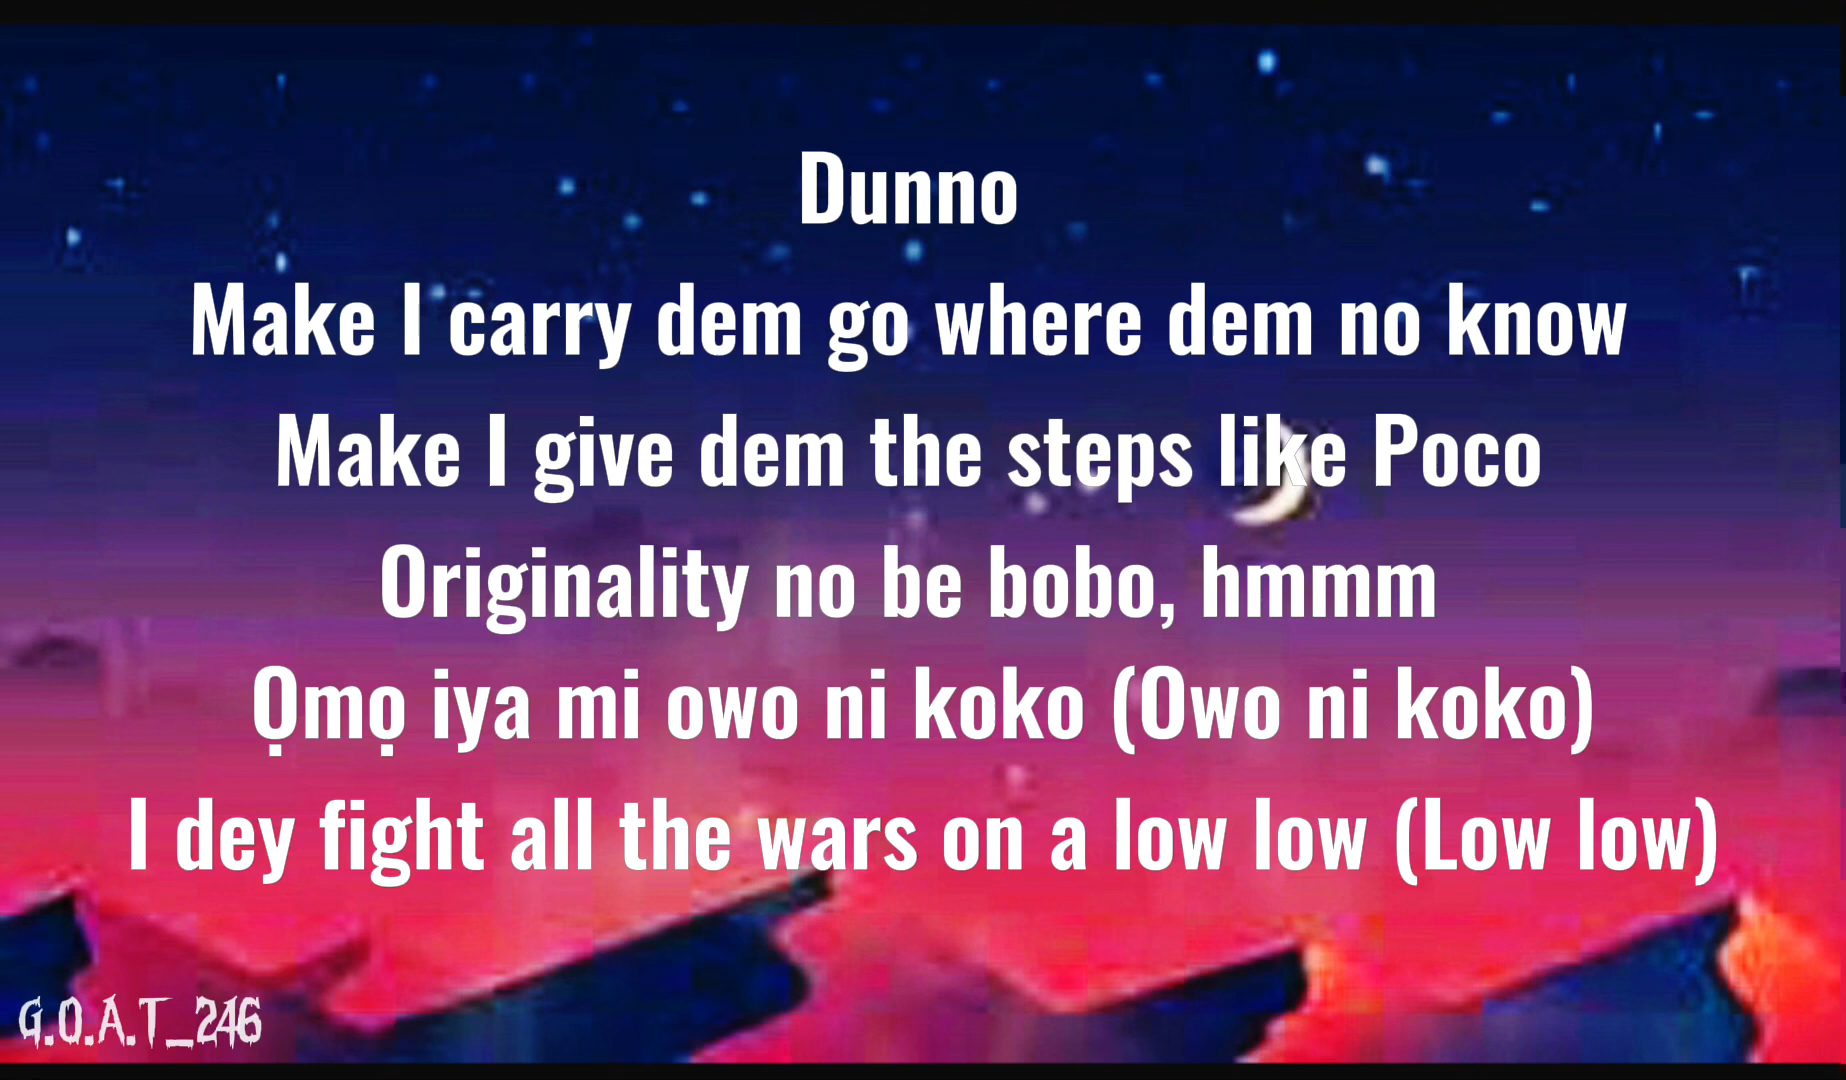 Dunno
Make I carry dem go where dem no know
Make I give dem the steps like Poco
Originality no be bobo, hmmm
Ọmọ iya mi owo ni koko (Owo ni koko)
I dey fight all the wars on a low low (Low low)
G.O.A.T_246